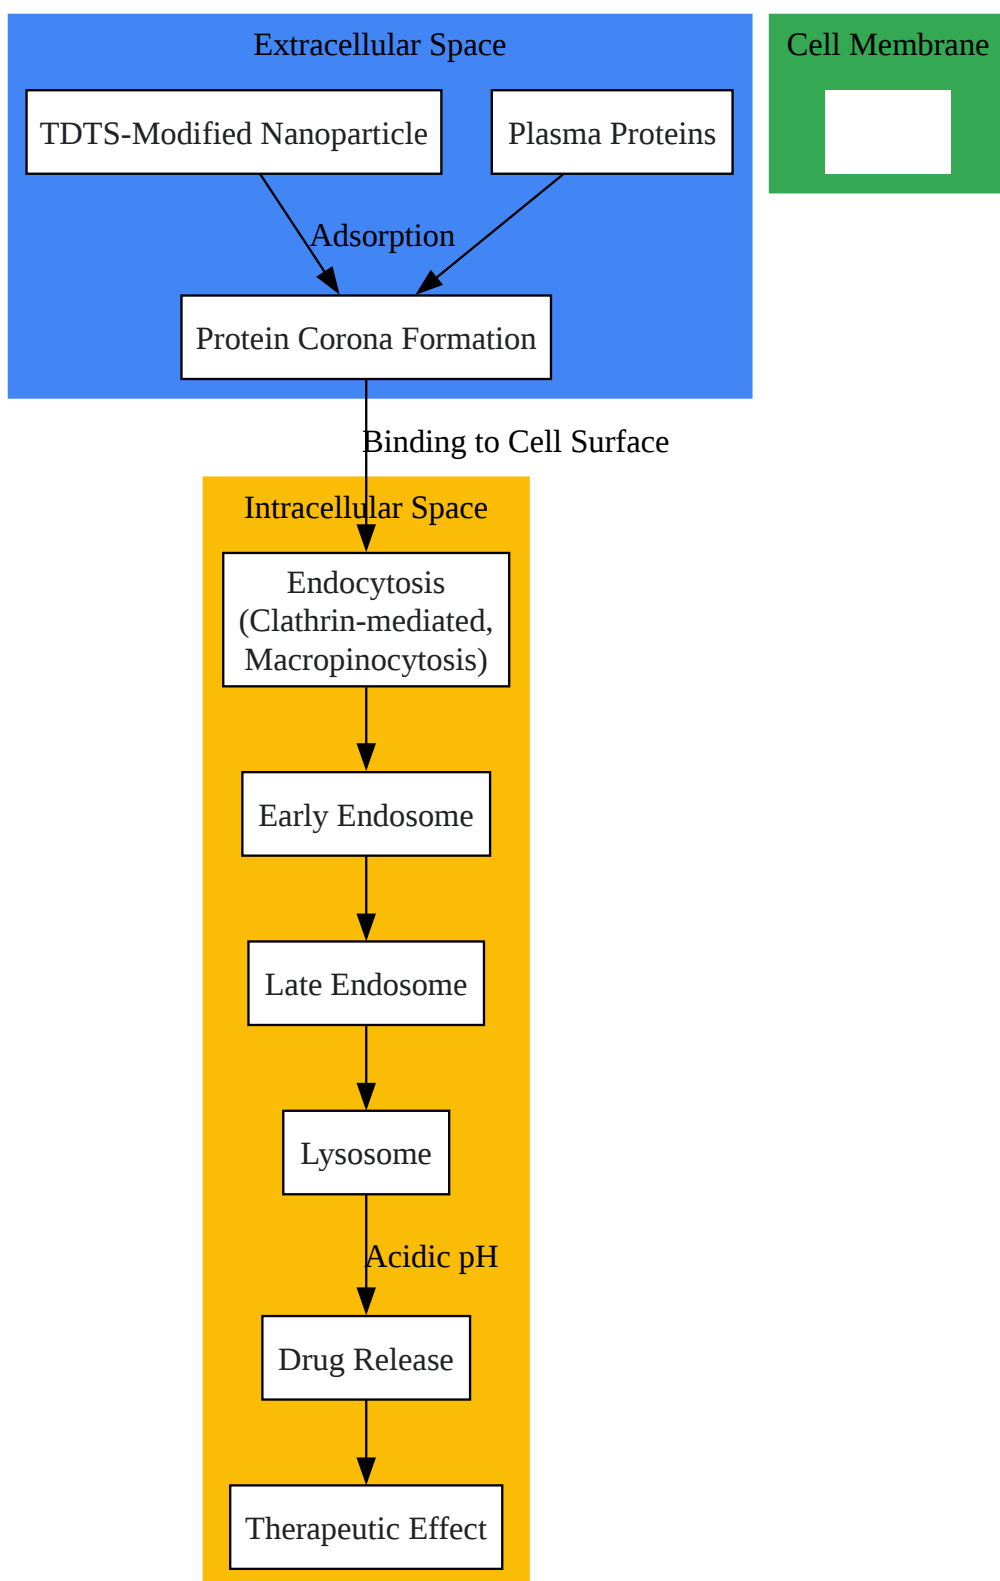 Extracellular Space
Cell Membrane
TDTS-Modified Nanoparticle
Plasma Proteins
Adsorption
Protein Corona Formation
Binding to Cell Surface
Intracellular Space
Endocytosis
(Clathrin-mediated,
Macropinocytosis)
Early Endosome
Late Endosome
Lysosome
Acidic pH
Drug Release
Therapeutic Effect